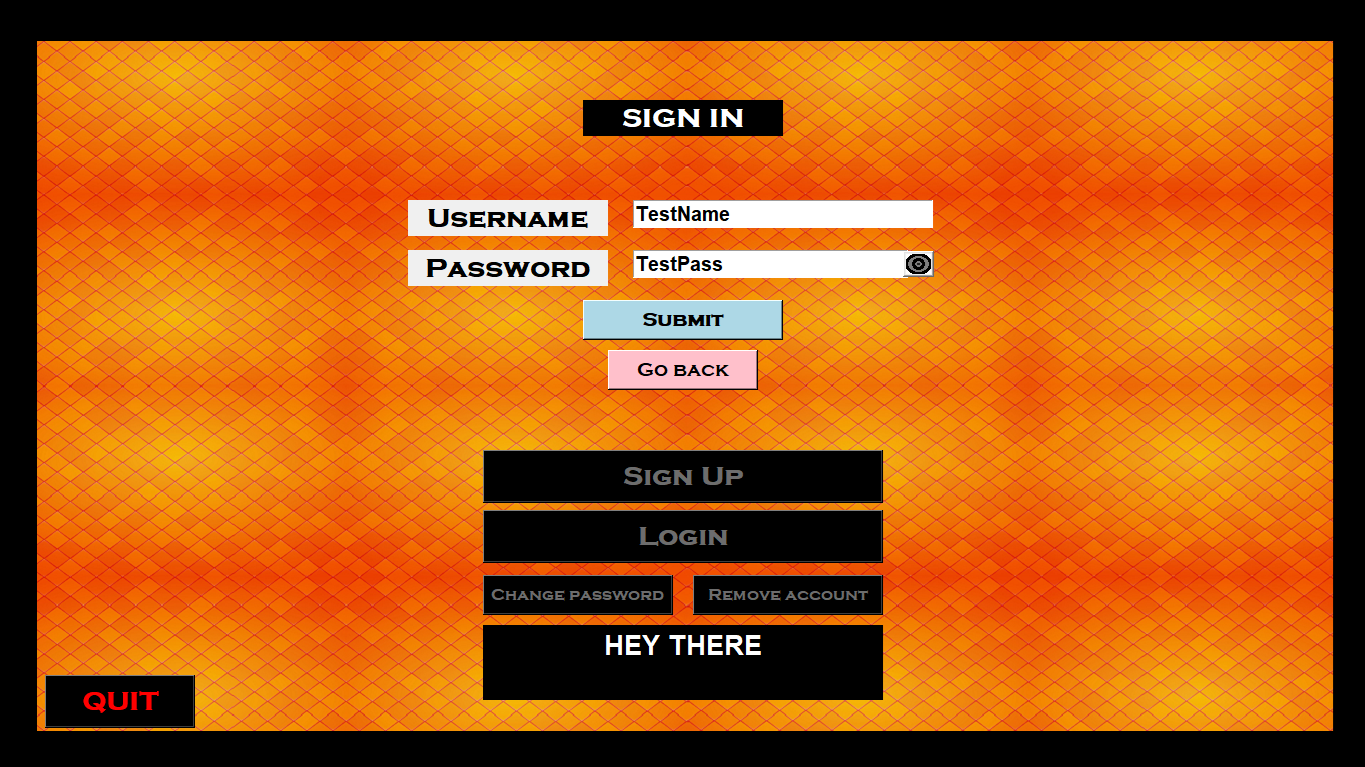 SIGN IN
Username TestName
Password TestPass
Submit
Go back
Sign Up
Login
Change password Remove account
HEY THERE
QUIT